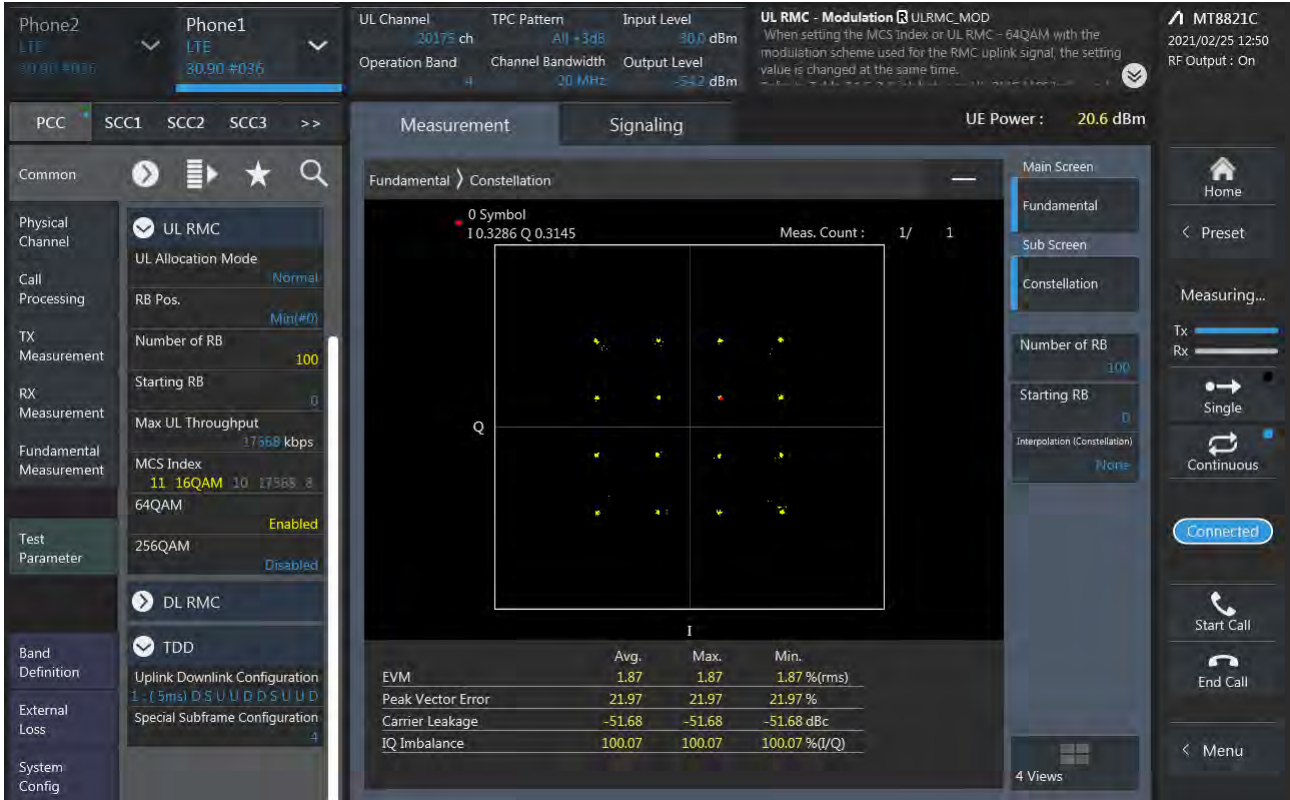 Phone2
LTE
30.90 #036
Phone1
LTE
30.90 #036
UL Channel
20175 ch
Operation Band
4
TPC Pattern
All +3dB
Channel Bandwidth
20 MHz
Input Level
30.0 dBm
Output Level
-54.2 dBm
UL RMC - Modulation R ULRMC_MOD
When setting the MCS Index or UL RMC - 64QAM with the
modulation scheme used for the RMC uplink signal, the setting
value is changed at the same time.
MT8821C
2021/02/25 12:50
RF Output : On
PCC SCC1 SCC2 SCC3 >>
Measurement
Signaling
UE Power : 20.6 dBm
Common
Physical
Channel
Call
Processing
TX
Measurement
RX
Measurement
Fundamental
Measurement
Test
Parameter
Band
Definition
External
Loss
System
Config
UL RMC
UL Allocation Mode
Normal
RB Pos.
Min(#0)
Number of RB
100
Starting RB
0
Max UL Throughput
17568 kbps
MCS Index
11 16QAM 10 17568 8
64QAM
Enabled
256QAM
Disabled
DL RMC
TDD
Uplink Downlink Configuration
1 : ( 5ms) D S U U D D S U U D
Special Subframe Configuration
4
Fundamental > Constellation
0 Symbol
I 0.3286 Q 0.3145
Meas. Count : 1/ 1
Q
I
Avg. Max. Min.
EVM 1.87 1.87 1.87 %(rms)
Peak Vector Error 21.97 21.97 21.97 %
Carrier Leakage -51.68 -51.68 -51.68 dBc
IQ Imbalance 100.07 100.07 100.07 %(I/Q)
Main Screen
Fundamental
Sub Screen
Constellation
Number of RB
100
Starting RB
0
Interpolation (Constellation)
None
4 Views
Home
< Preset
Measuring...
Tx
Rx
Single
Continuous
Connected
Start Call
End Call
< Menu